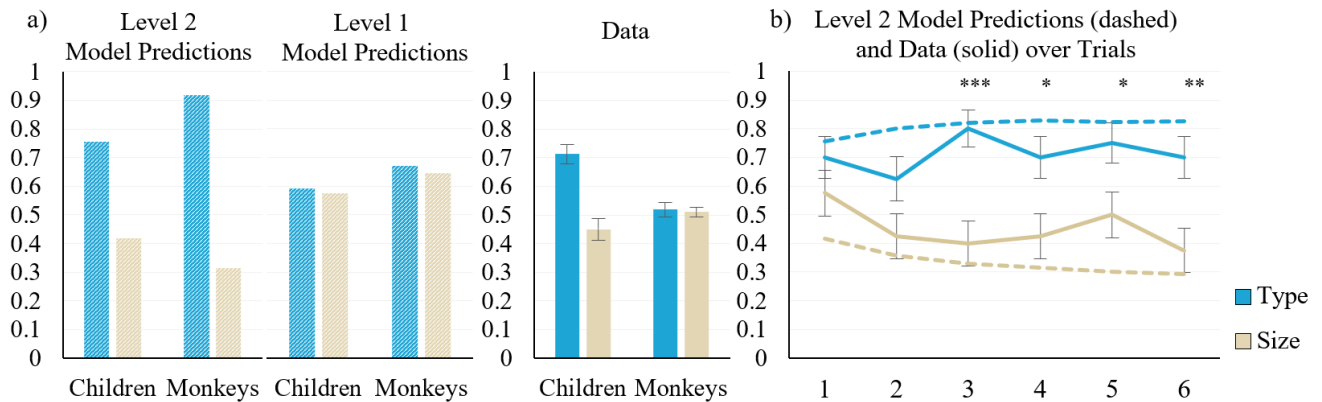 a)
Level 2
Model Predictions
Level 1
Model Predictions
Data
1
0.9
0.8
0.7
0.6
0.5
0.4
0.3
0.2
0.1
0
Children Monkeys
Children Monkeys
1
0.9
0.8
0.7
0.6
0.5
0.4
0.3
0.2
0.1
0
Children Monkeys
b)
Level 2 Model Predictions (dashed)
and Data (solid) over Trials
1
0.9
0.8
0.7
0.6
0.5
0.4
0.3
0.2
0.1
0
*** * * **
1 2 3 4 5 6
Type
Size